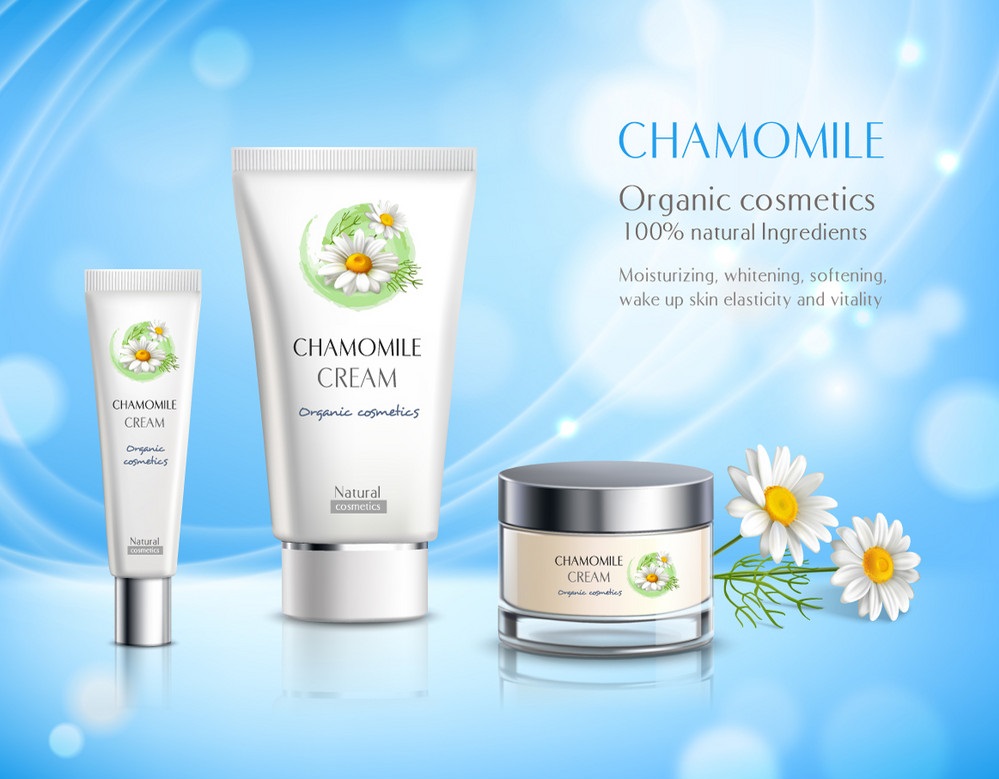 CHAMOMILE
Organic cosmetics
100% natural Ingredients
Moisturizing, whitening, softening,
wake up skin elasticity and vitality
CHAMOMILE
CREAM
Organic
cosmetics
Natural
cosmetics
CHAMOMILE
CREAM
Organic cosmetics
Natural
cosmetics
CHAMOMILE
CREAM
Organic cosmetics